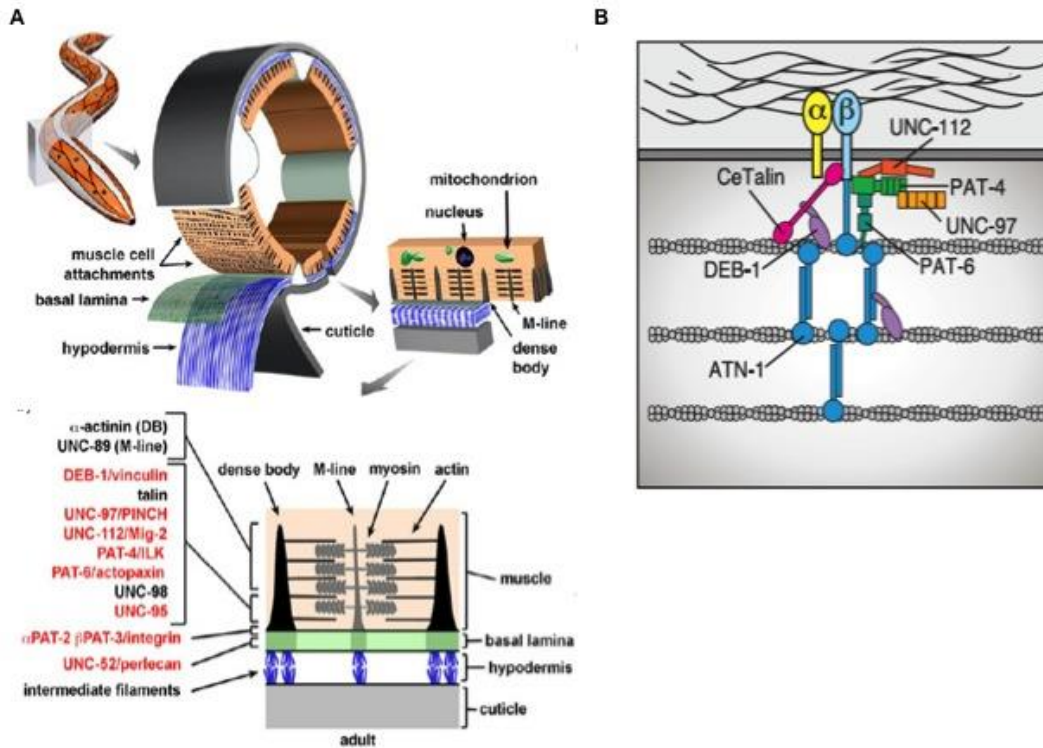 A
B
muscle cell
attachments
basal lamina
hypodermis
cuticle
mitochondrion
nucleus
M-line
dense
body
α-actinin (DB)
UNC-89 (M-line)
DEB-1/vinculin
talin
UNC-97/PINCH
UNC-112/Mig-2
PAT-4/ILK
PAT-6/actopaxin
UNC-98
UNC-95
αPAT-2 βPAT-3/integrin
UNC-52/perlecan
intermediate filaments
dense body
M-line
myosin
actin
muscle
basal lamina
hypodermis
cuticle
adult
α
β
UNC-112
CeTalin
PAT-4
UNC-97
DEB-1
PAT-6
ATN-1